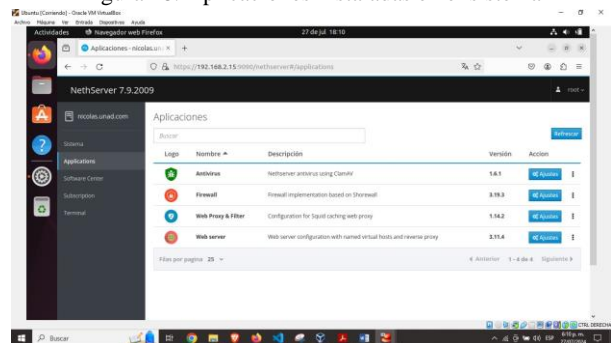 Ubuntu [Corriendo] - Oracle VM VirtualBox
Archivo Máquina Ver Entrada Dispositivos Ayuda
Actividades Navegador web Firefox 27 de jul 18:10
Aplicaciones - nicolas.un
https://192.168.2.15:9090/nethserver#/applications
NethServer 7.9.2009 root
nicolas.unad.com
Sistema
Applications
Software Center
Subscription
Terminal
Aplicaciones
Buscar
Refrescar
Logo Nombre Descripción Versión Accion
Antivirus Nethserver antivirus using ClamAV 1.6.1 Ajustes
Firewall Firewall implementation based on Shorewall 3.19.3 Ajustes
Web Proxy & Filter Configuration for Squid caching web proxy 1.14.2 Ajustes
Web server Web server configuration with named virtual hosts and reverse proxy 3.11.4 Ajustes
Filas por pagina 25 Anterior 1 - 4 de 4 Siguiente
CTRL DERECHA
Buscar ESP 6:10 p. m.
27/07/2024